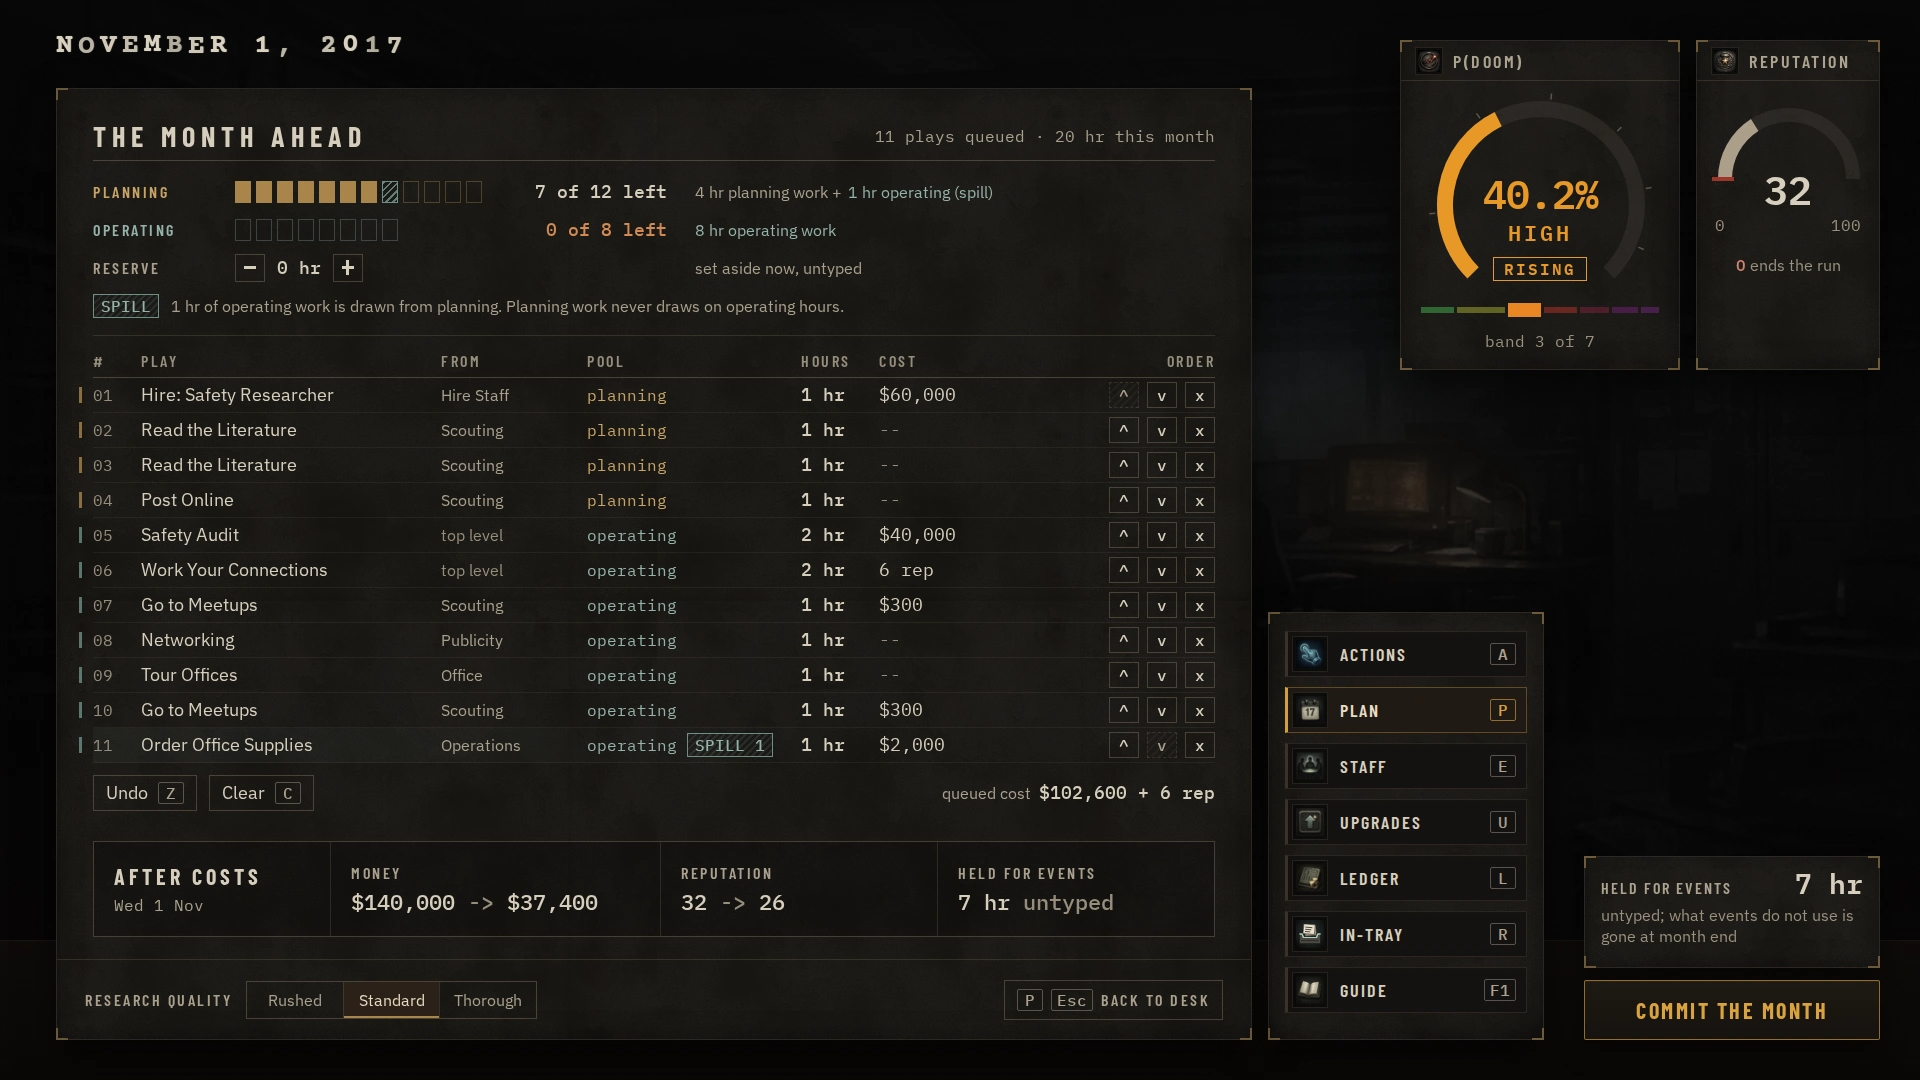 NOVEMBER 1, 2017
THE MONTH AHEAD
11 plays queued · 20 hr this month
PLANNING 7 of 12 left 4 hr planning work + 1 hr operating (spill)
OPERATING 0 of 8 left 8 hr operating work
RESERVE − 0 hr + set aside now, untyped
SPILL 1 hr of operating work is drawn from planning. Planning work never draws on operating hours.
# PLAY FROM POOL HOURS COST ORDER
01 Hire: Safety Researcher Hire Staff planning 1 hr $60,000 ^ v x
02 Read the Literature Scouting planning 1 hr -- ^ v x
03 Read the Literature Scouting planning 1 hr -- ^ v x
04 Post Online Scouting planning 1 hr -- ^ v x
05 Safety Audit top level operating 2 hr $40,000 ^ v x
06 Work Your Connections top level operating 2 hr 6 rep ^ v x
07 Go to Meetups Scouting operating 1 hr $300 ^ v x
08 Networking Publicity operating 1 hr -- ^ v x
09 Tour Offices Office operating 1 hr -- ^ v x
10 Go to Meetups Scouting operating 1 hr $300 ^ v x
11 Order Office Supplies Operations operating SPILL 1 1 hr $2,000 ^ v x
Undo Z Clear C queued cost $102,600 + 6 rep
AFTER COSTS
Wed 1 Nov
MONEY
$140,000 -> $37,400
REPUTATION
32 -> 26
HELD FOR EVENTS
7 hr untyped
RESEARCH QUALITY Rushed Standard Thorough P Esc BACK TO DESK
P(DOOM)
40.2%
HIGH
RISING
band 3 of 7
REPUTATION
32
0 100
0 ends the run
ACTIONS A
17
PLAN P
STAFF E
UPGRADES U
LEDGER L
IN-TRAY R
GUIDE F1
HELD FOR EVENTS 7 hr
untyped; what events do not use is
gone at month end
COMMIT THE MONTH